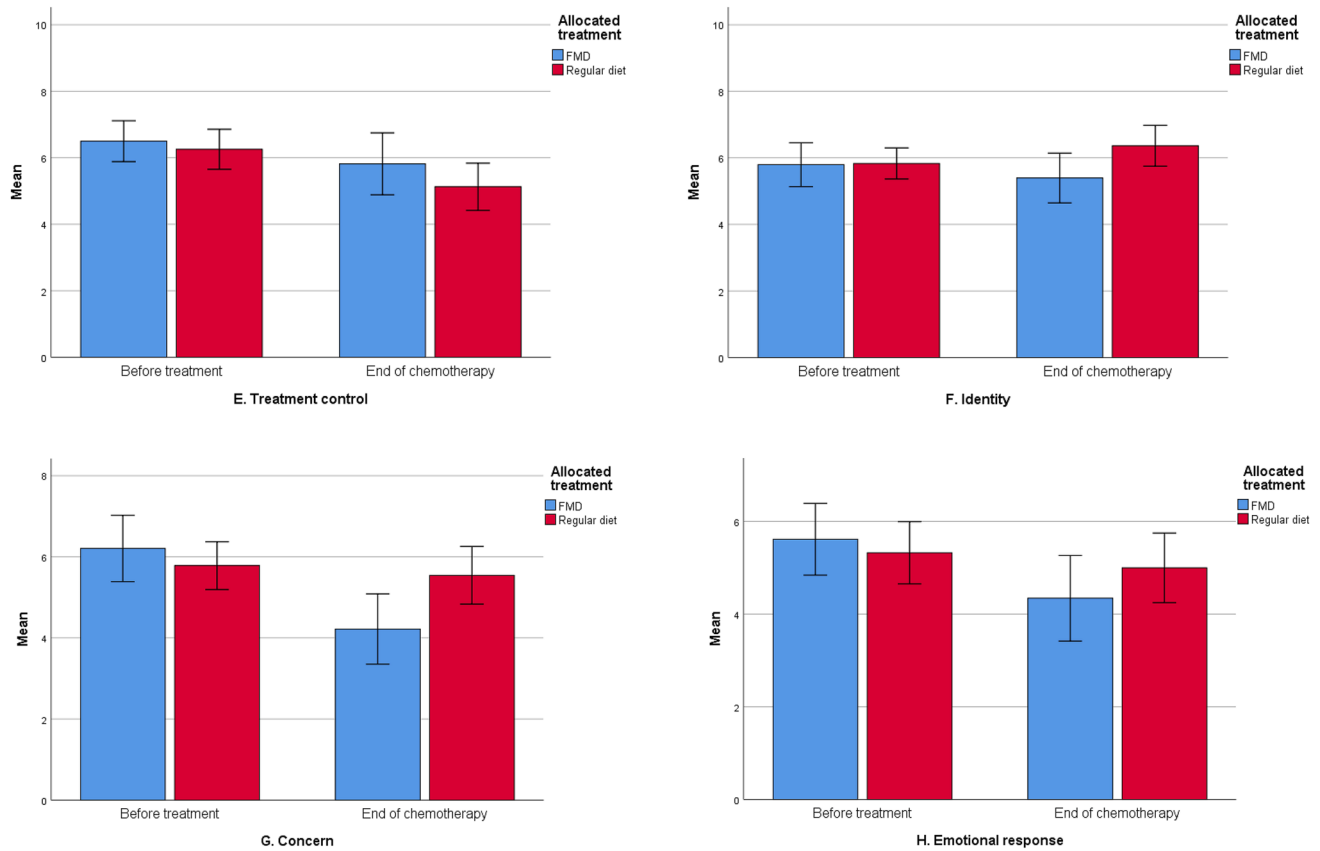 Allocated
treatment
FMD
Regular diet
10
8
6
4
2
0
Mean
Before treatment
End of chemotherapy
E. Treatment control
Allocated
treatment
FMD
Regular diet
10
8
6
4
2
0
Mean
Before treatment
End of chemotherapy
F. Identity
Allocated
treatment
FMD
Regular diet
8
6
4
2
0
Mean
Before treatment
End of chemotherapy
G. Concern
Allocated
treatment
FMD
Regular diet
6
4
2
0
Mean
Before treatment
End of chemotherapy
H. Emotional response